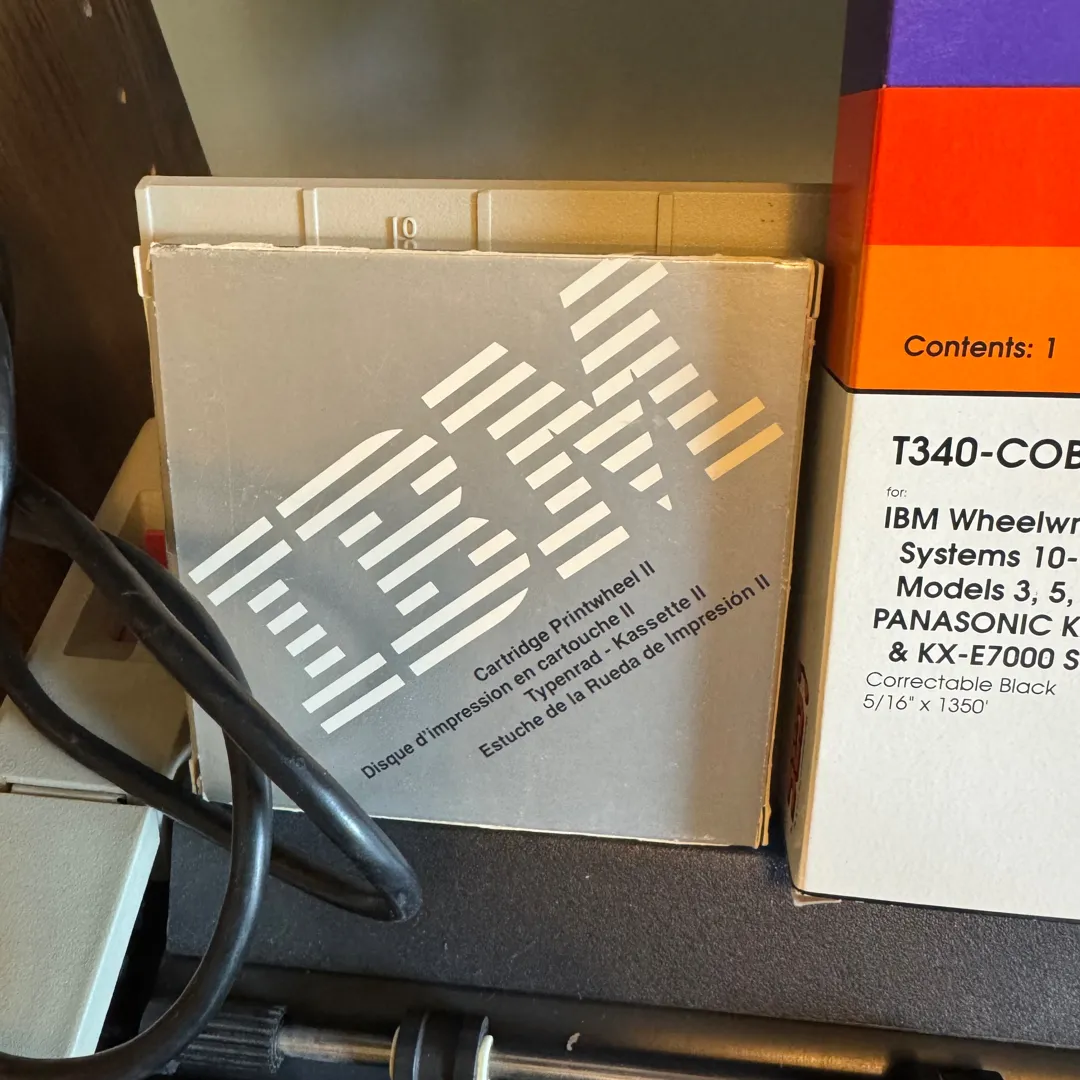 10
IBM
Cartridge Printwheel II
Disque d'impression en cartouche II
Typenrad - Kassette II
Estuche de la Rueda de Impresión II
Contents: 1
T340-COB
for:
IBM Wheelwr
Systems 10-
Models 3, 5,
PANASONIC K
& KX-E7000 S
Correctable Black
5/16" x 1350'